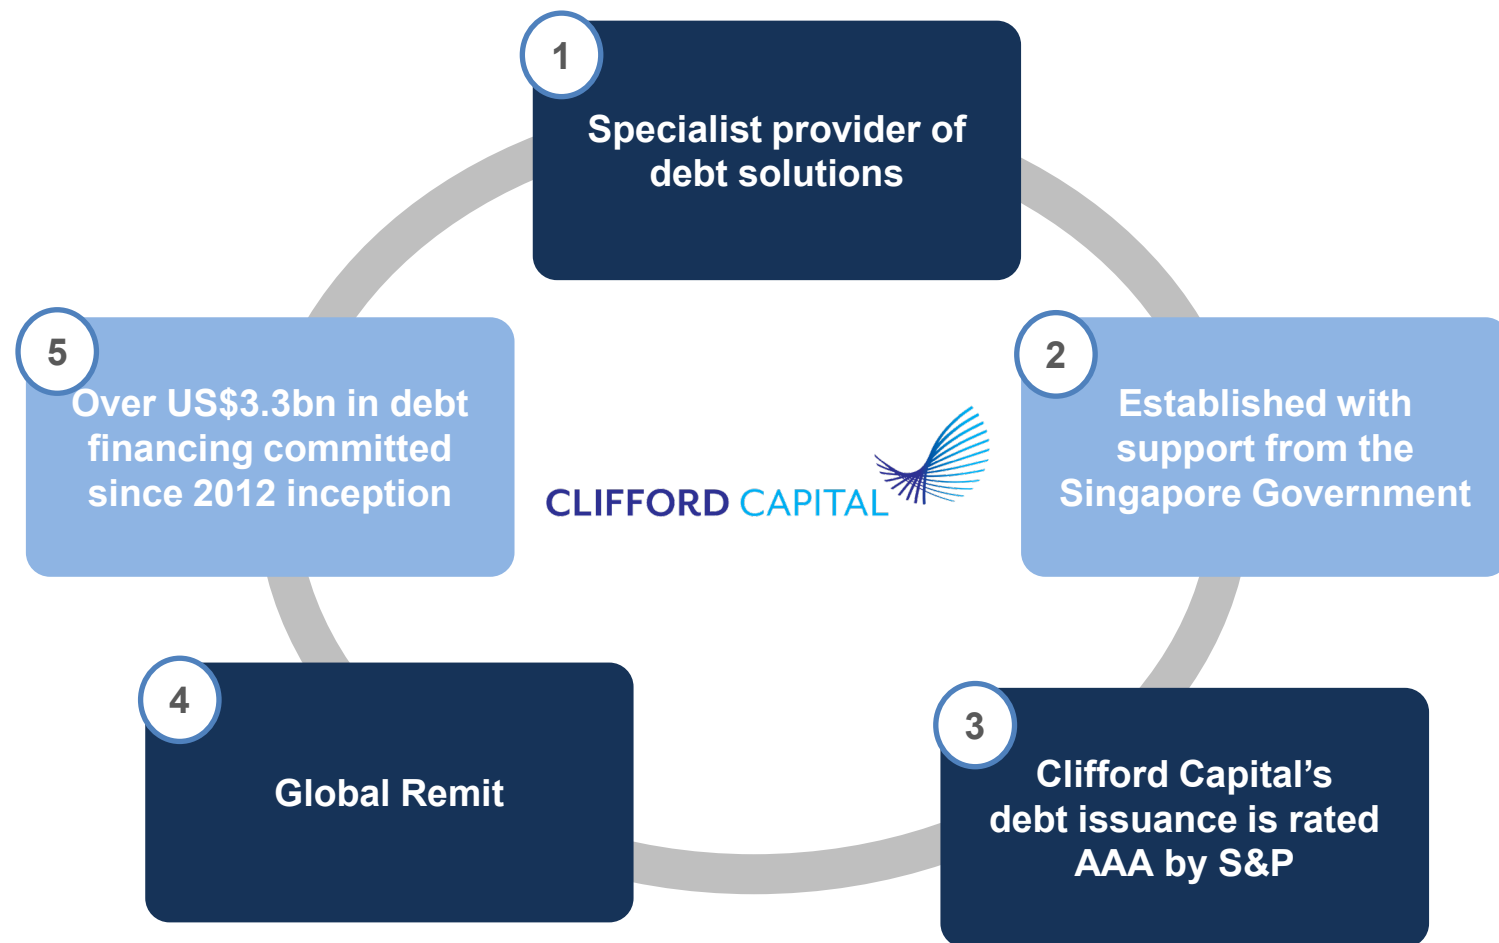 1
Specialist provider of
debt solutions
2
Established with
support from the
Singapore Government
3
Clifford Capital’s
debt issuance is rated
AAA by S&P
4
Global Remit
5
Over US$3.3bn in debt
financing committed
since 2012 inception
CLIFFORD CAPITAL